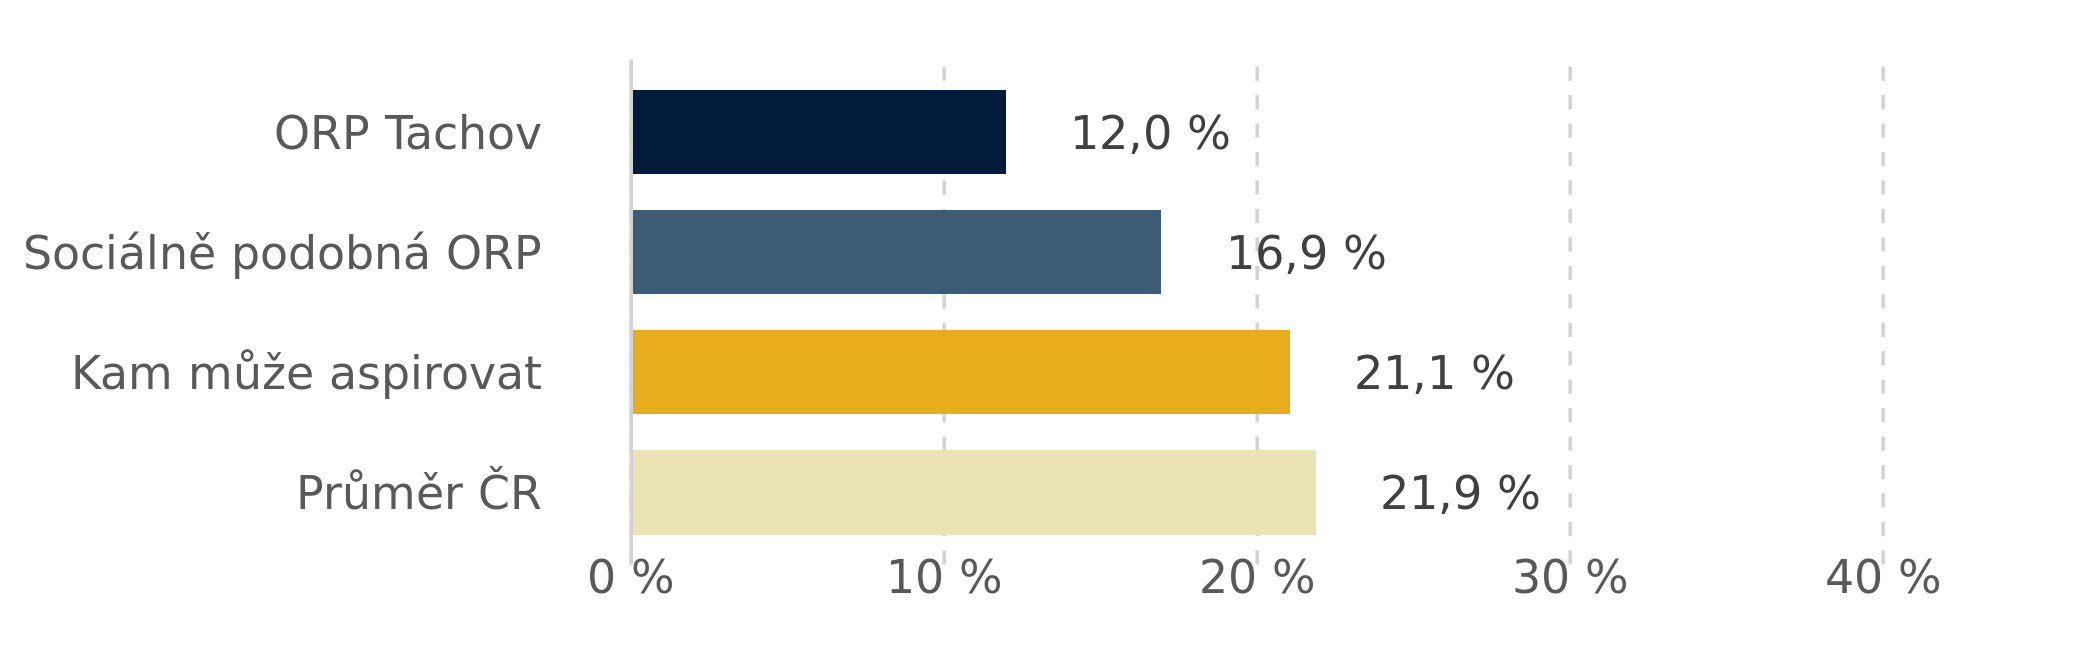 ORP Tachov 12,0 %
Sociálně podobná ORP 16,9 %
Kam může aspirovat 21,1 %
Průměr ČR 21,9 %
0 % 10 % 20 % 30 % 40 %